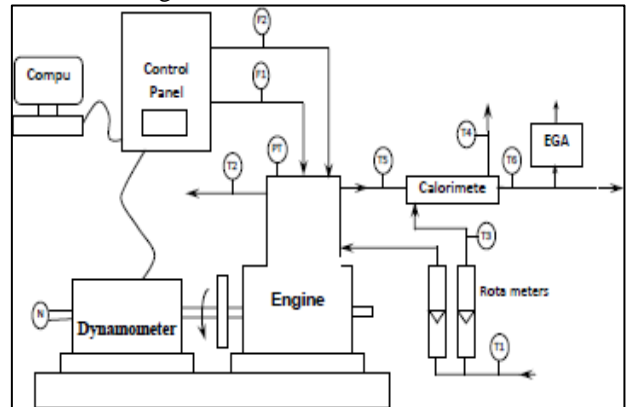 F2
Compu
Control
Panel
F1
T4
EGA
PT
T2
T5
T6
Calorimete
T3
Engine
Rota meters
N
Dynamometer
T1